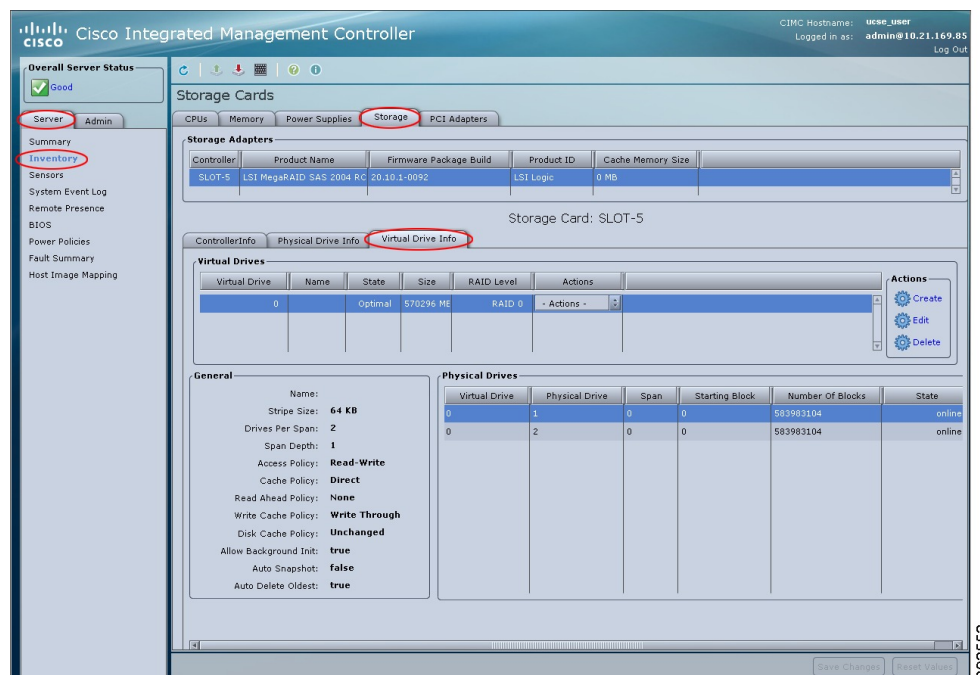 cisco Cisco Integrated Management Controller
CIMC Hostname: ucse_user
Logged in as: admin@10.21.169.85
Log Out
Overall Server Status
Good
Server Admin
Summary
Inventory
Sensors
System Event Log
Remote Presence
BIOS
Power Policies
Fault Summary
Host Image Mapping
Storage Cards
CPUs Memory Power Supplies Storage PCI Adapters
Storage Adapters
Controller Product Name Firmware Package Build Product ID Cache Memory Size
SLOT-5 LSI MegaRAID SAS 2004 RC 20.10.1-0092 LSI Logic 0 MB
Storage Card: SLOT-5
ControllerInfo Physical Drive Info Virtual Drive Info
Virtual Drives
Virtual Drive Name State Size RAID Level Actions
0 Optimal 570296 ME RAID 0 - Actions -
Actions
Create
Edit
Delete
General
Name:
Stripe Size: 64 KB
Drives Per Span: 2
Span Depth: 1
Access Policy: Read-Write
Cache Policy: Direct
Read Ahead Policy: None
Write Cache Policy: Write Through
Disk Cache Policy: Unchanged
Allow Background Init: true
Auto Snapshot: false
Auto Delete Oldest: true
Physical Drives
Virtual Drive Physical Drive Span Starting Block Number Of Blocks State
0 1 0 0 583983104 online
0 2 0 0 583983104 online
Save Changes Reset Values